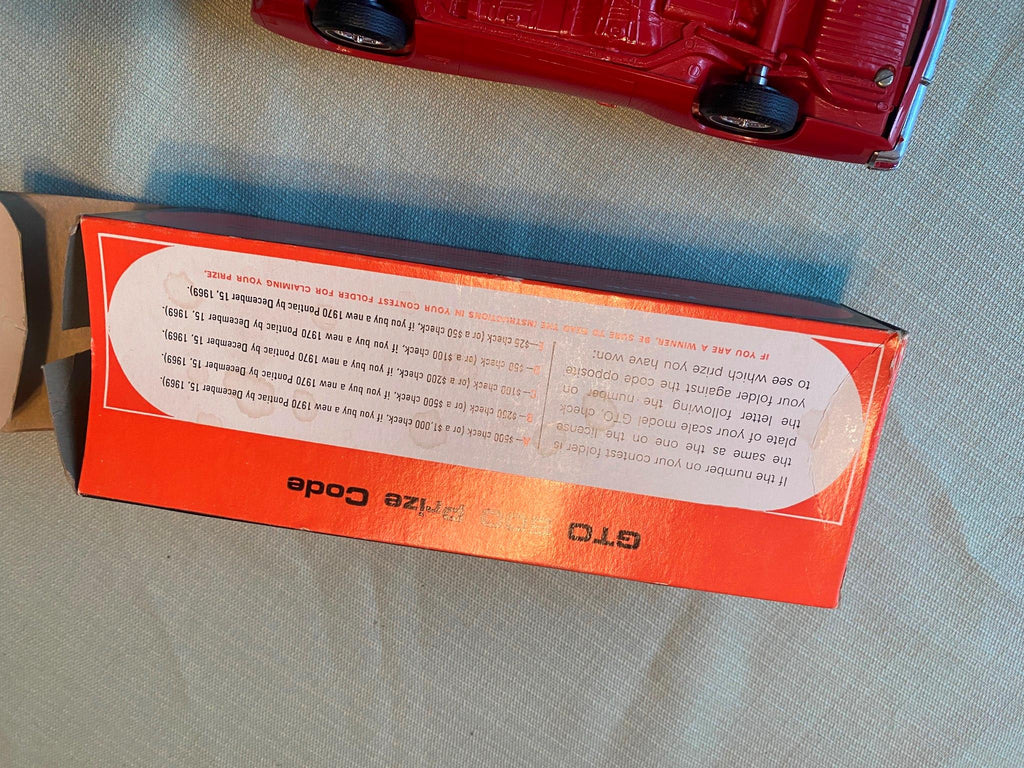 GTO Prize Code
If the number on your contest folder is
the same as the one on the license
plate of your scale model GTO, check
the letter following the number on
your folder against the code opposite
to see which prize you have won:
A—$500 check (or a $1,000 check, if you buy a new 1970 Pontiac by December 15, 1969).
B—$250 check (or a $500 check, if you buy a new 1970 Pontiac by December 15, 1969).
C—$100 check (or a $200 check, if you buy a new 1970 Pontiac by December 15, 1969).
D—$50 check (or a $100 check, if you buy a new 1970 Pontiac by December 15, 1969).
E—$25 check (or a $50 check, if you buy a new 1970 Pontiac by December 15, 1969).
IF YOU ARE A WINNER, BE SURE TO READ THE INSTRUCTIONS IN YOUR CONTEST FOLDER FOR CLAIMING YOUR PRIZE.